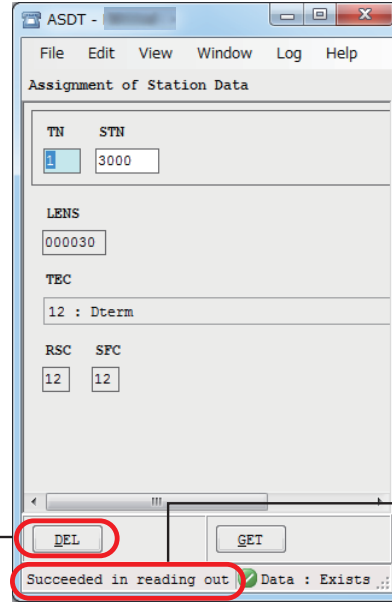 ASDT -
File Edit View Window Log Help
Assignment of Station Data
TN STN
1 3000
LENS
000030
TEC
12 : Dterm
RSC SFC
12 12
DEL GET
Succeeded in reading out Data : Exists